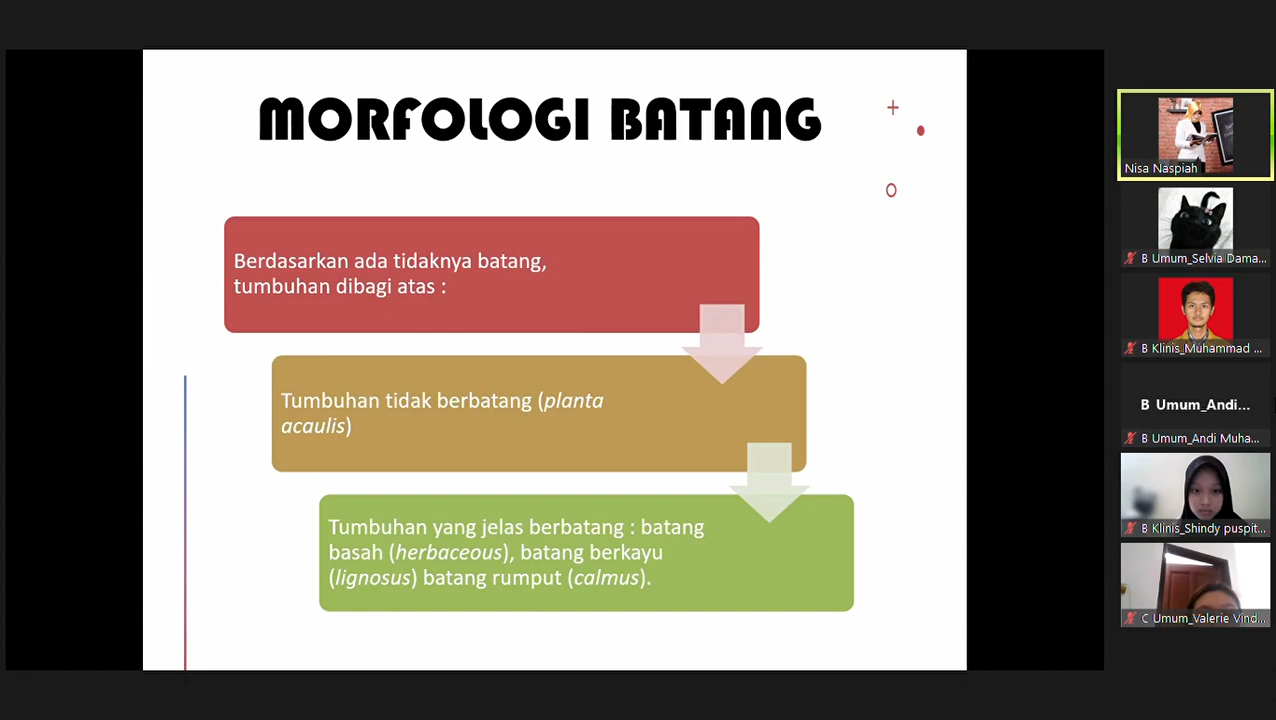 MORFOLOGI BATANG
Berdasarkan ada tidaknya batang,
tumbuhan dibagi atas :
Tumbuhan tidak berbatang (planta
acaulis)
Tumbuhan yang jelas berbatang : batang
basah (herbaceous), batang berkayu
(lignosus) batang rumput (calmus).
Nisa Naspiah
B Umum_Selvia Dama...
B Klinis_Muhammad ...
B Umum_Andi...
B Umum_Andi Muha...
B Klinis_Shindy puspit...
C Umum_Valerie Vind...